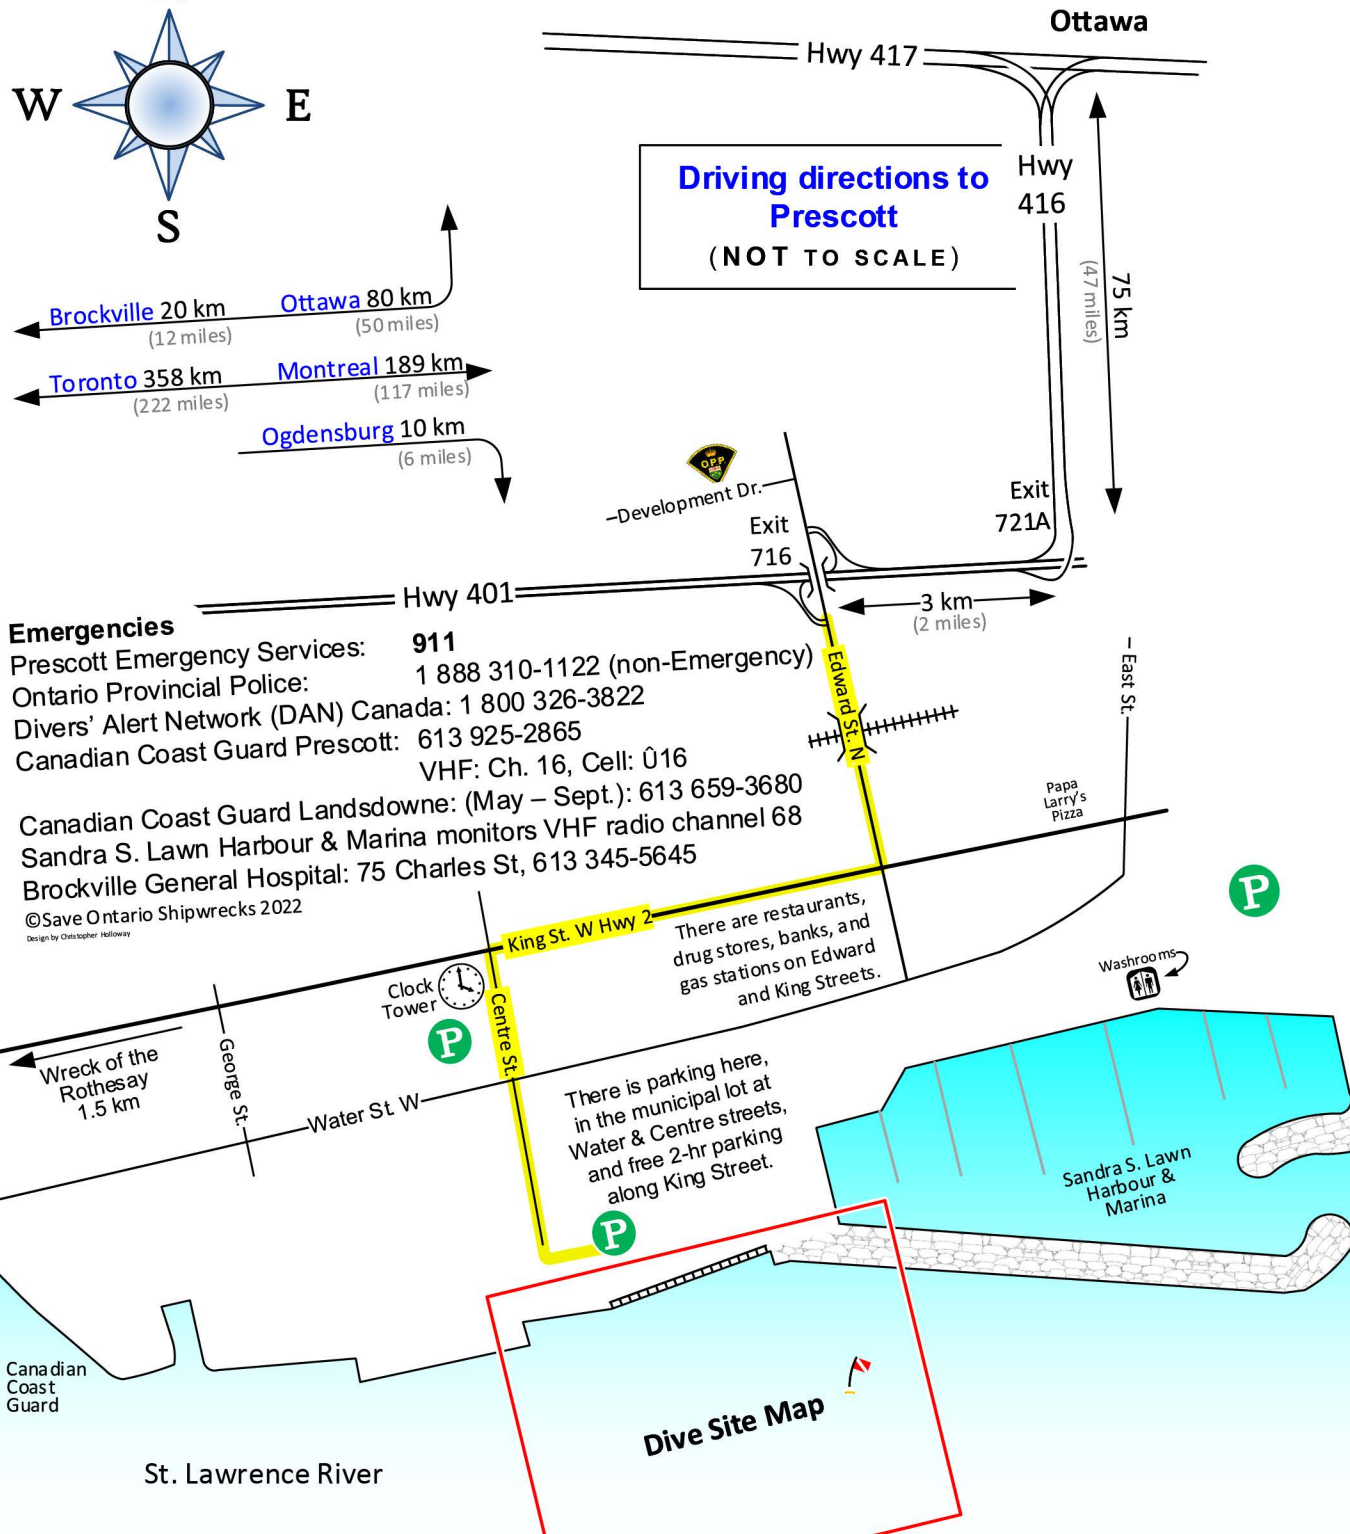 Ottawa
Hwy 417
W
E
S
Driving directions to
Prescott
(NOT TO SCALE)
Hwy
416
75 km
(47 miles)
Brockville 20 km
(12 miles)
Ottawa 80 km
(50 miles)
Toronto 358 km
(222 miles)
Montreal 189 km
(117 miles)
Ogdensburg 10 km
(6 miles)
O.P.P.
Development Dr.
Exit
716
Exit
721A
Hwy 401
3 km
(2 miles)
Emergencies
Prescott Emergency Services: 911
Ontario Provincial Police: 1 888 310-1122 (non-Emergency)
Divers' Alert Network (DAN) Canada: 1 800 326-3822
Canadian Coast Guard Prescott: 613 925-2865
VHF: Ch. 16, Cell: Û16
Canadian Coast Guard Landsdowne: (May – Sept.): 613 659-3680
Sandra S. Lawn Harbour & Marina monitors VHF radio channel 68
Brockville General Hospital: 75 Charles St, 613 345-5645
©Save Ontario Shipwrecks 2022
Design by Christopher Holloway
Edward St. N
East St.
Papa
Larry's
Pizza
P
King St. W Hwy 2
There are restaurants,
drug stores, banks, and
gas stations on Edward
and King Streets.
Clock
Tower
P
Centre St.
Washrooms
Wreck of the
Rothesay
1.5 km
George St.
Water St. W
There is parking here,
in the municipal lot at
Water & Centre streets,
and free 2-hr parking
along King Street.
P
Sandra S. Lawn
Harbour &
Marina
Canadian
Coast
Guard
Dive Site Map
St. Lawrence River